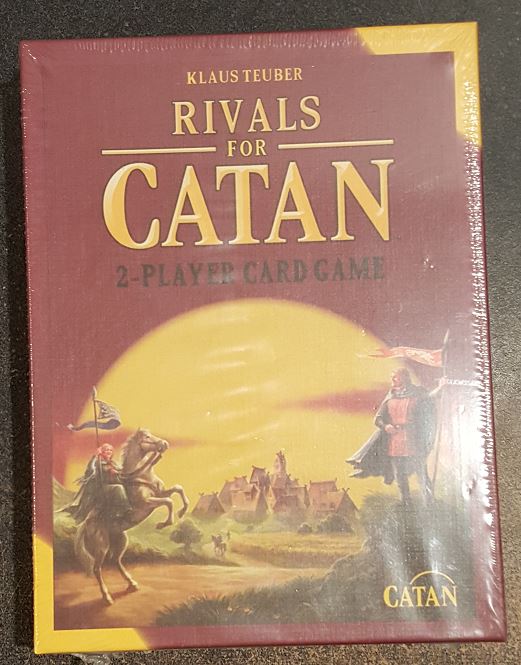 KLAUS TEUBER
RIVALS
FOR
CATAN
2-PLAYER CARD GAME
CATAN